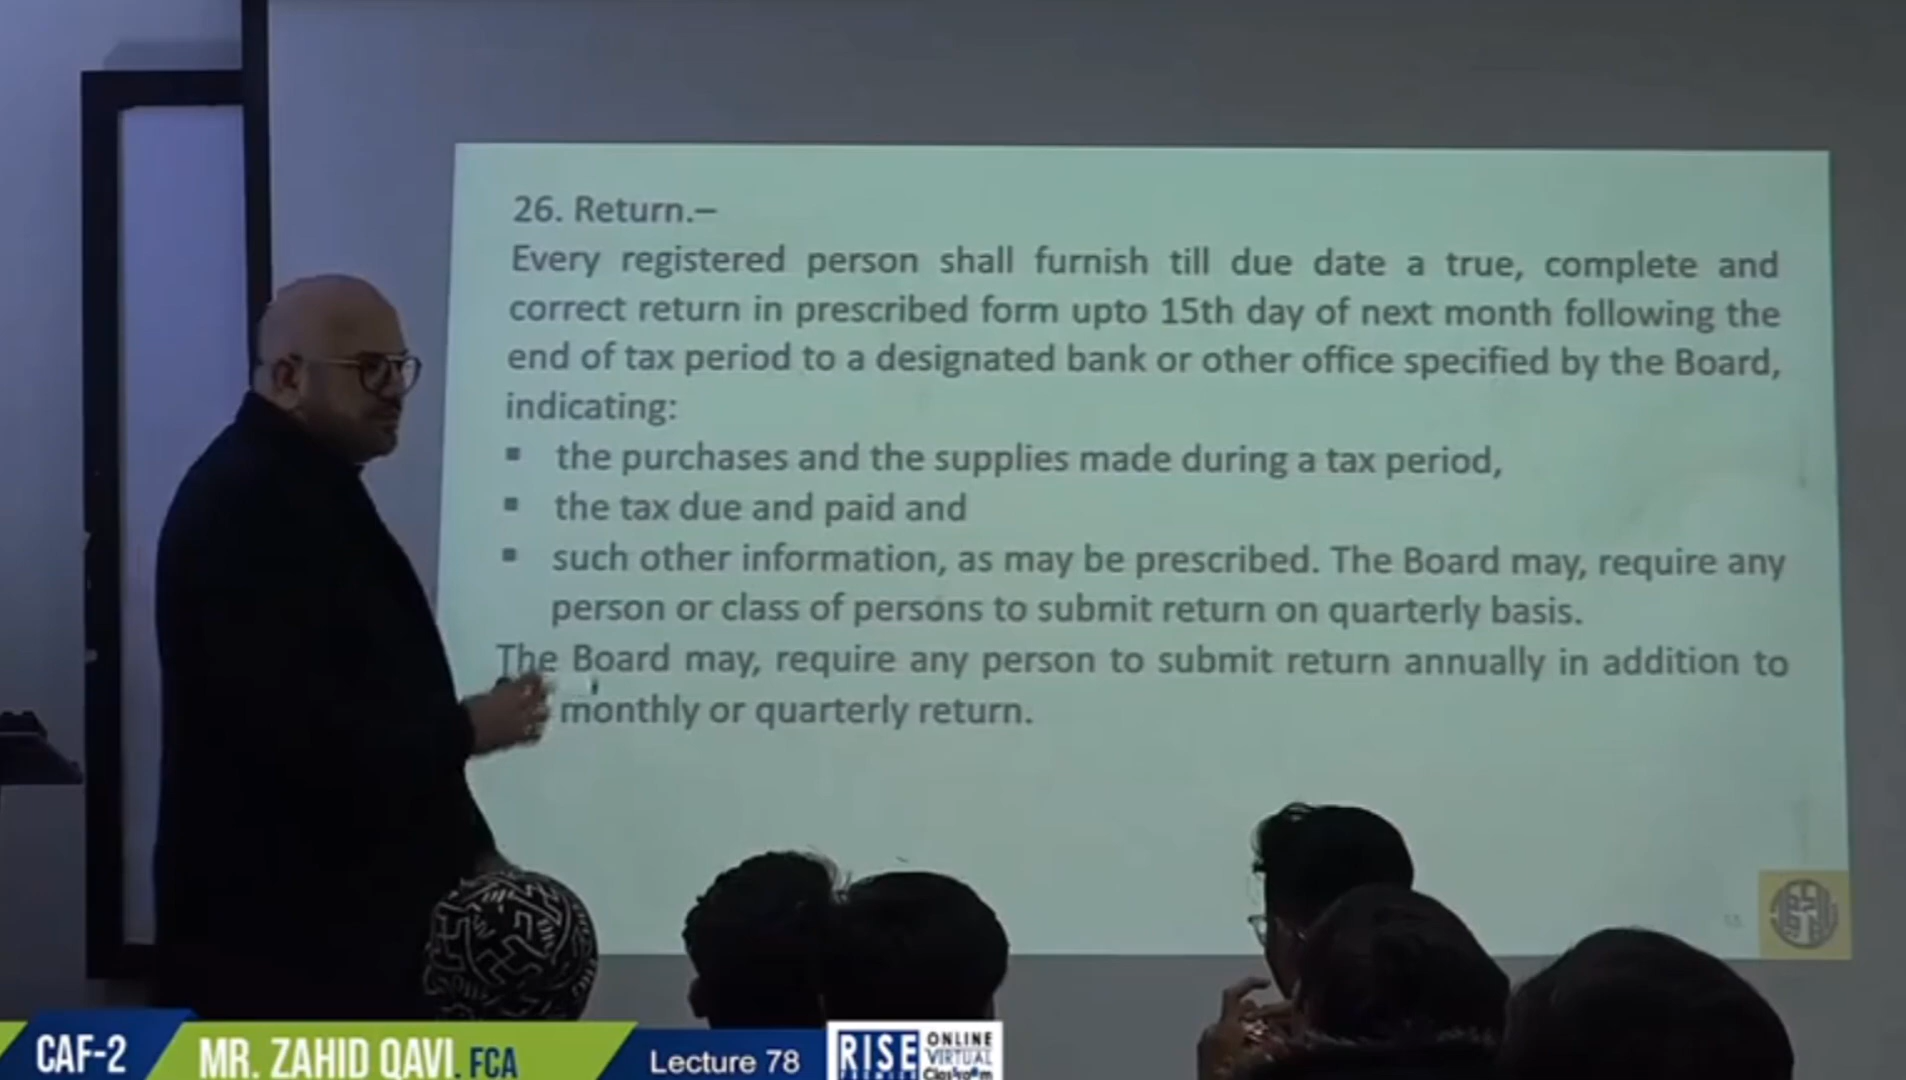 26. Return.–
Every registered person shall furnish till due date a true, complete and
correct return in prescribed form upto 15th day of next month following the
end of tax period to a designated bank or other office specified by the Board,
indicating:
▪ the purchases and the supplies made during a tax period,
▪ the tax due and paid and
▪ such other information, as may be prescribed. The Board may, require any
person or class of persons to submit return on quarterly basis.
The Board may, require any person to submit return annually in addition to
monthly or quarterly return.
CAF-2
MR. ZAHID QAVI. FCA
Lecture 78
RISE
ONLINE
VIRTUAL
Classroom